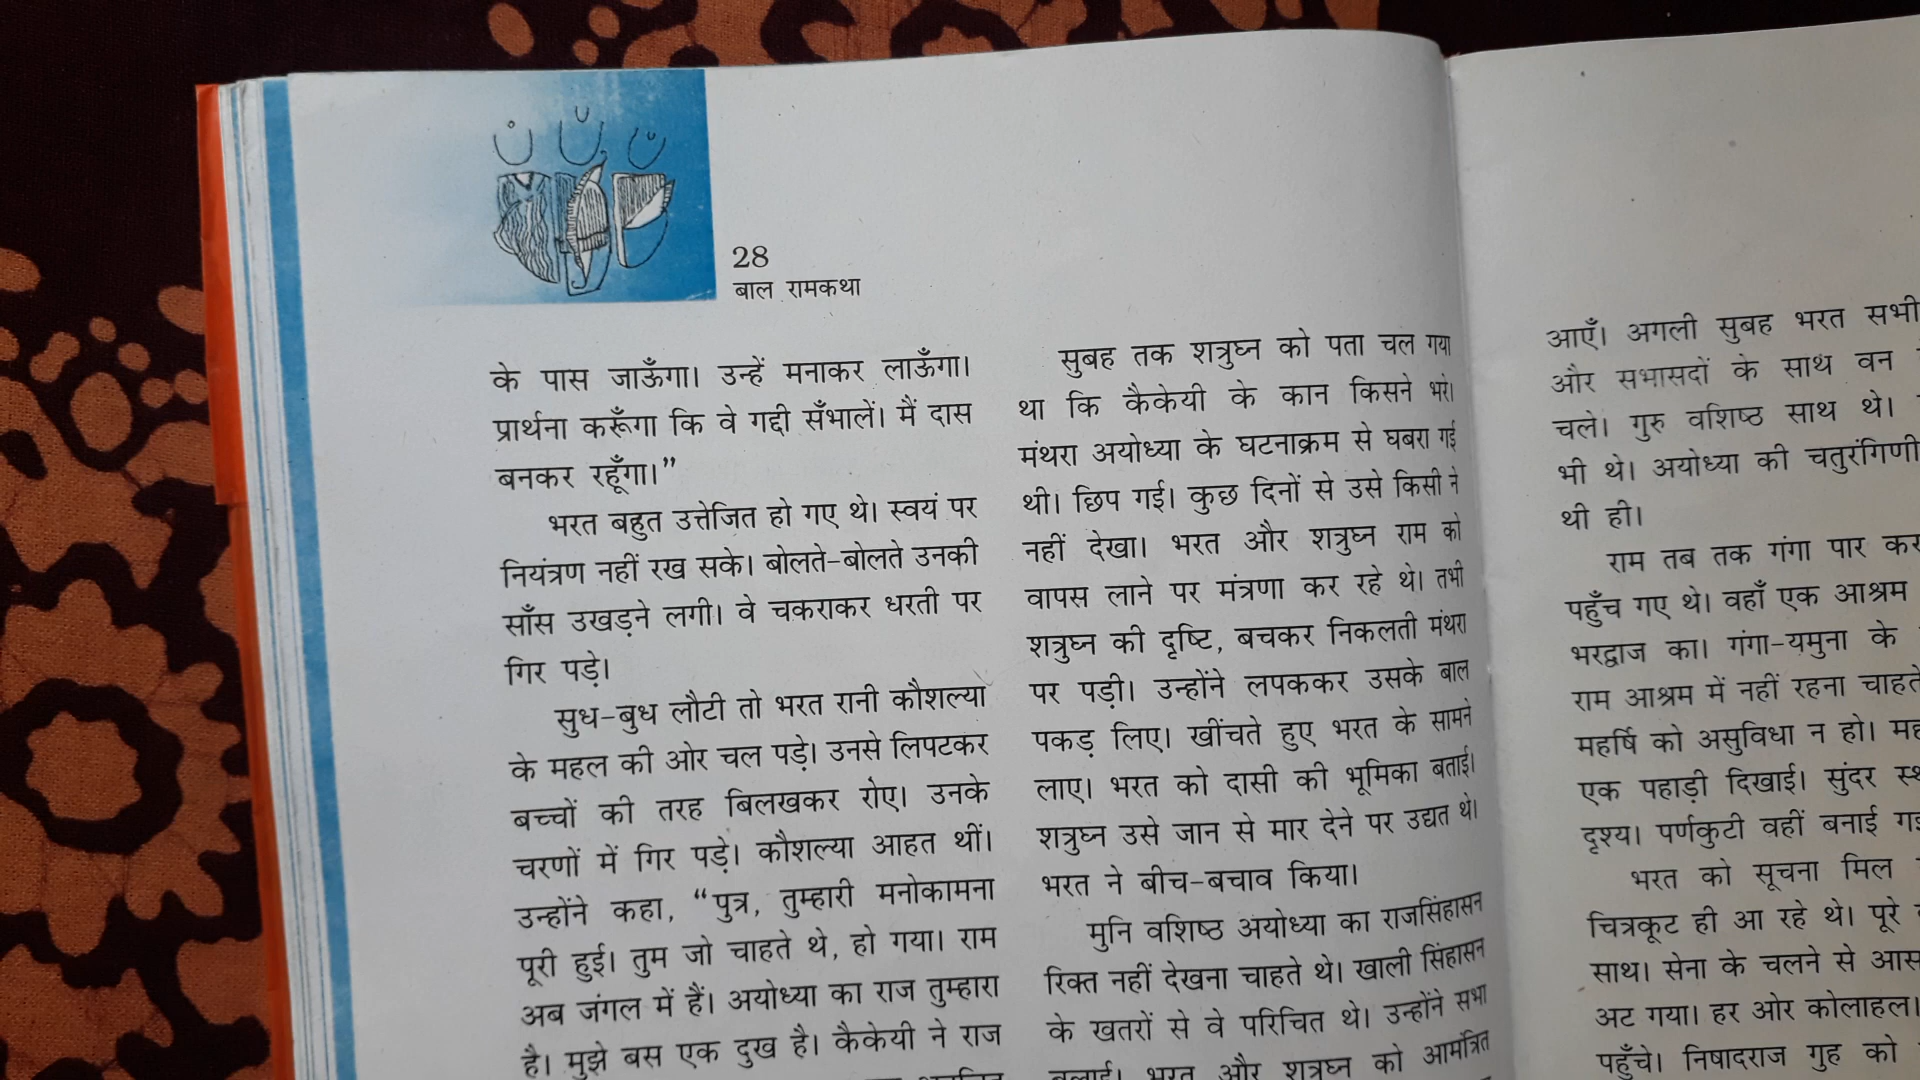 28
बाल रामकथा
के पास जाऊँगा। उन्हें मनाकर लाऊँगा।
प्रार्थना करूँगा कि वे गद्दी सँभालें। मैं दास
बनकर रहूँगा।”
भरत बहुत उत्तेजित हो गए थे। स्वयं पर
नियंत्रण नहीं रख सके। बोलते-बोलते उनकी
साँस उखड़ने लगी। वे चकराकर धरती पर
गिर पड़े।
सुध-बुध लौटी तो भरत रानी कौशल्या
के महल की ओर चल पड़े। उनसे लिपटकर
बच्चों की तरह बिलखकर रोए। उनके
चरणों में गिर पड़े। कौशल्या आहत थीं।
उन्होंने कहा, “पुत्र, तुम्हारी मनोकामना
पूरी हुई। तुम जो चाहते थे, हो गया। राम
अब जंगल में हैं। अयोध्या का राज तुम्हारा
है। मुझे बस एक दुख है। कैकेयी ने राज
सुबह तक शत्रुघ्न को पता चल गया
था कि कैकेयी के कान किसने भरे।
मंथरा अयोध्या के घटनाक्रम से घबरा गई
थी। छिप गई। कुछ दिनों से उसे किसी ने
नहीं देखा। भरत और शत्रुघ्न राम को
वापस लाने पर मंत्रणा कर रहे थे। तभी
शत्रुघ्न की दृष्टि, बचकर निकलती मंथरा
पर पड़ी। उन्होंने लपककर उसके बाल
पकड़ लिए। खींचते हुए भरत के सामने
लाए। भरत को दासी की भूमिका बताई।
शत्रुघ्न उसे जान से मार देने पर उद्यत थे।
भरत ने बीच-बचाव किया।
मुनि वशिष्ठ अयोध्या का राजसिंहासन
रिक्त नहीं देखना चाहते थे। खाली सिंहासन
के खतरों से वे परिचित थे। उन्होंने सभा
बुलाई। भरत और शत्रुघ्न को आमंत्रित
आएँ। अगली सुबह भरत सभी
और सभासदों के साथ वन
चले। गुरु वशिष्ठ साथ थे।
भी थे। अयोध्या की चतुरंगिणी
थी ही।
राम तब तक गंगा पार कर
पहुँच गए थे। वहाँ एक आश्रम
भरद्वाज का। गंगा-यमुना के
राम आश्रम में नहीं रहना चाहते
महर्षि को असुविधा न हो।
एक पहाड़ी दिखाई। सुंदर
दृश्य। पर्णकुटी वहीं बनाई
भरत को सूचना मिल
चित्रकूट ही आ रहे थे। पूरे
साथ। सेना के चलने से
अट गया। हर ओर कोलाहल।
पहुँचे। निषादराज गुह को